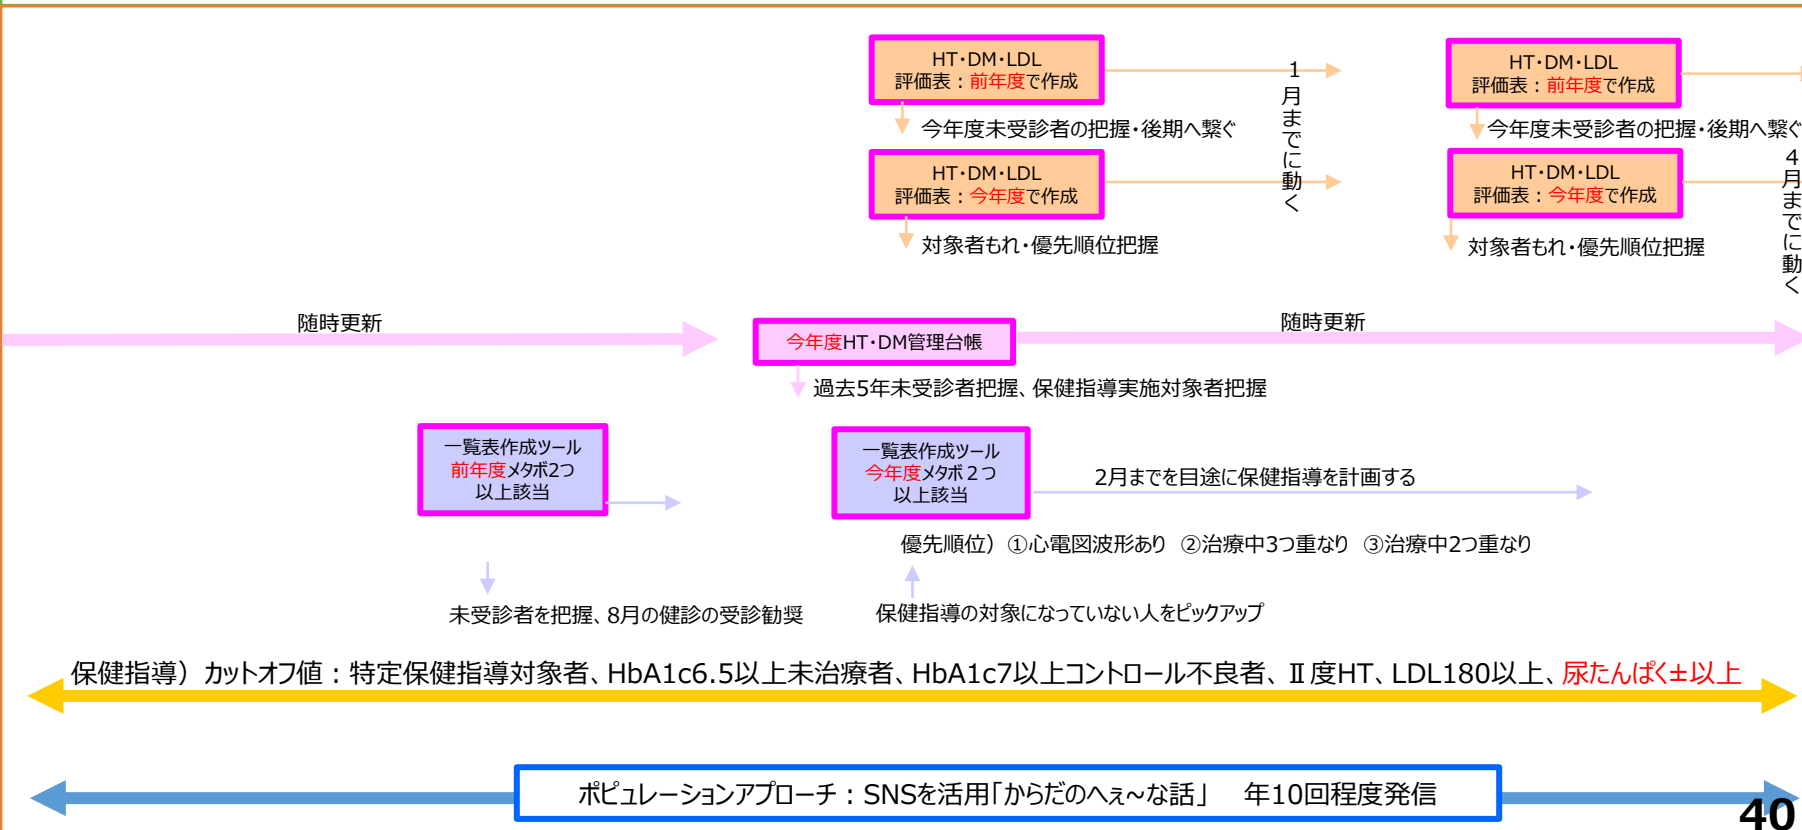 HT・DM・LDL
評価表：前年度で作成
今年度未受診者の把握・後期へ繋ぐ
HT・DM・LDL
評価表：今年度で作成
対象者もれ・優先順位把握
1月までに動く
HT・DM・LDL
評価表：前年度で作成
今年度未受診者の把握・後期へ繋ぐ
HT・DM・LDL
評価表：今年度で作成
対象者もれ・優先順位把握
4月までに動く
随時更新
今年度HT・DM管理台帳
随時更新
過去5年未受診者把握、保健指導実施対象者把握
一覧表作成ツール
前年度メタボ2つ
以上該当
未受診者を把握、8月の健診の受診勧奨
一覧表作成ツール
今年度メタボ２つ
以上該当
2月までを目途に保健指導を計画する
優先順位）①心電図波形あり ②治療中3つ重なり ③治療中2つ重なり
保健指導の対象になっていない人をピックアップ
保健指導）カットオフ値：特定保健指導対象者、HbA1c6.5以上未治療者、HbA1c7以上コントロール不良者、Ⅱ度HT、LDL180以上、尿たんぱく±以上
ポピュレーションアプローチ：SNSを活用「からだのへぇ～な話」 年10回程度発信
40